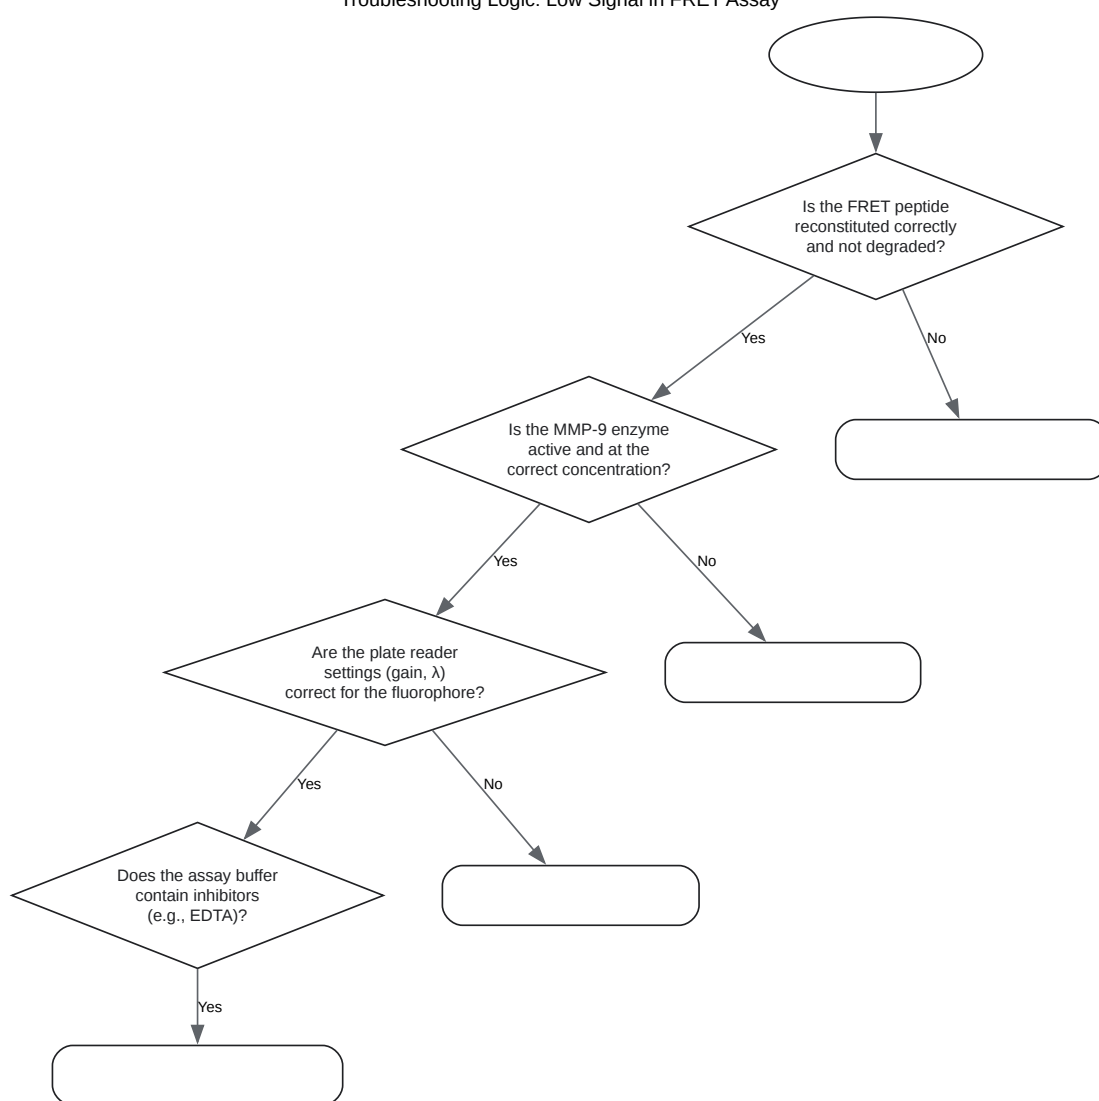 Troubleshooting Logic: Low Signal in FRET Assay
Is the FRET peptide
reconstituted correctly
and not degraded?
Yes
No
Is the MMP-9 enzyme
active and at the
correct concentration?
Yes
No
Are the plate reader
settings (gain, λ)
correct for the fluorophore?
Yes
No
Does the assay buffer
contain inhibitors
(e.g., EDTA)?
Yes